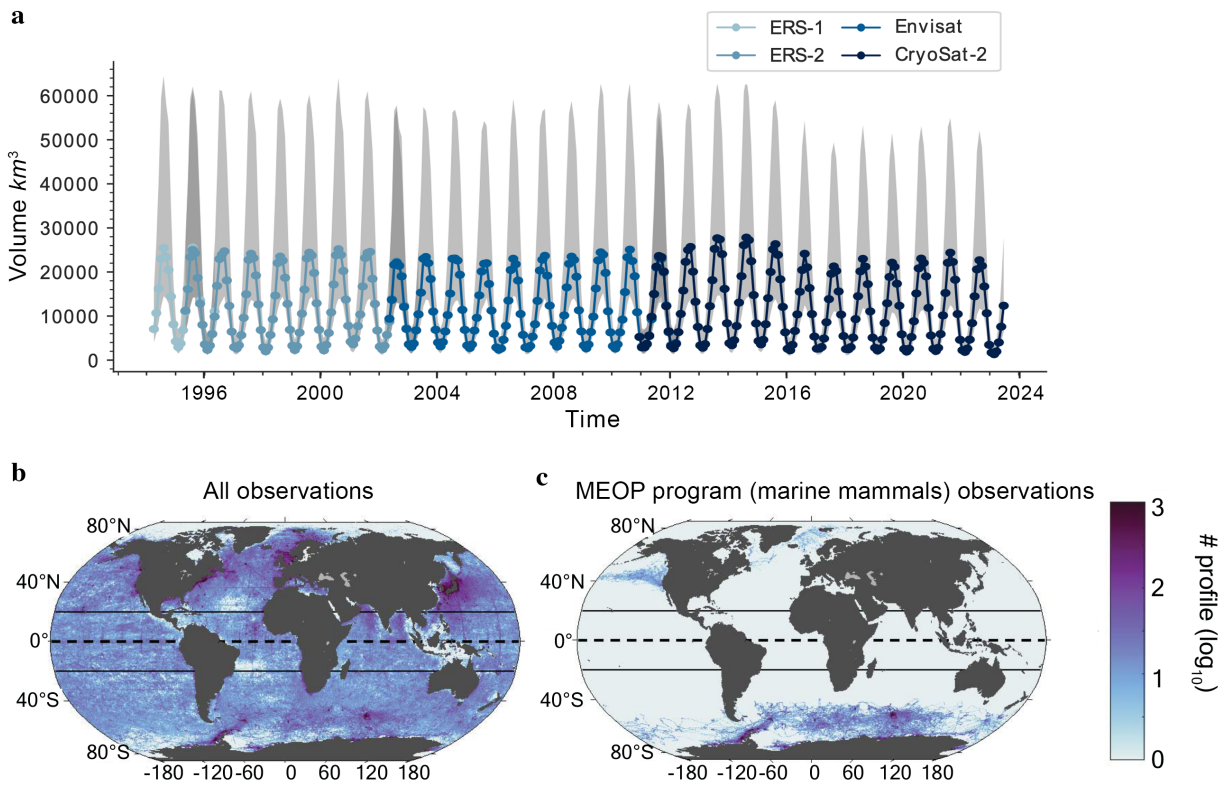 a
ERS-1 Envisat
ERS-2 CryoSat-2
60000
50000
40000
30000
20000
10000
0
Volume km³
1996 2000 2004 2008 2012 2016 2020 2024
Time
b
All observations
80°N
40°N
0°
40°S
80°S
-180 -120 -60 0 60 120 180
c
MEOP program (marine mammals) observations
80°N
40°N
0°
40°S
80°S
-180 -120 -60 0 60 120 180
3
2
1
0
# profile (log₁₀)